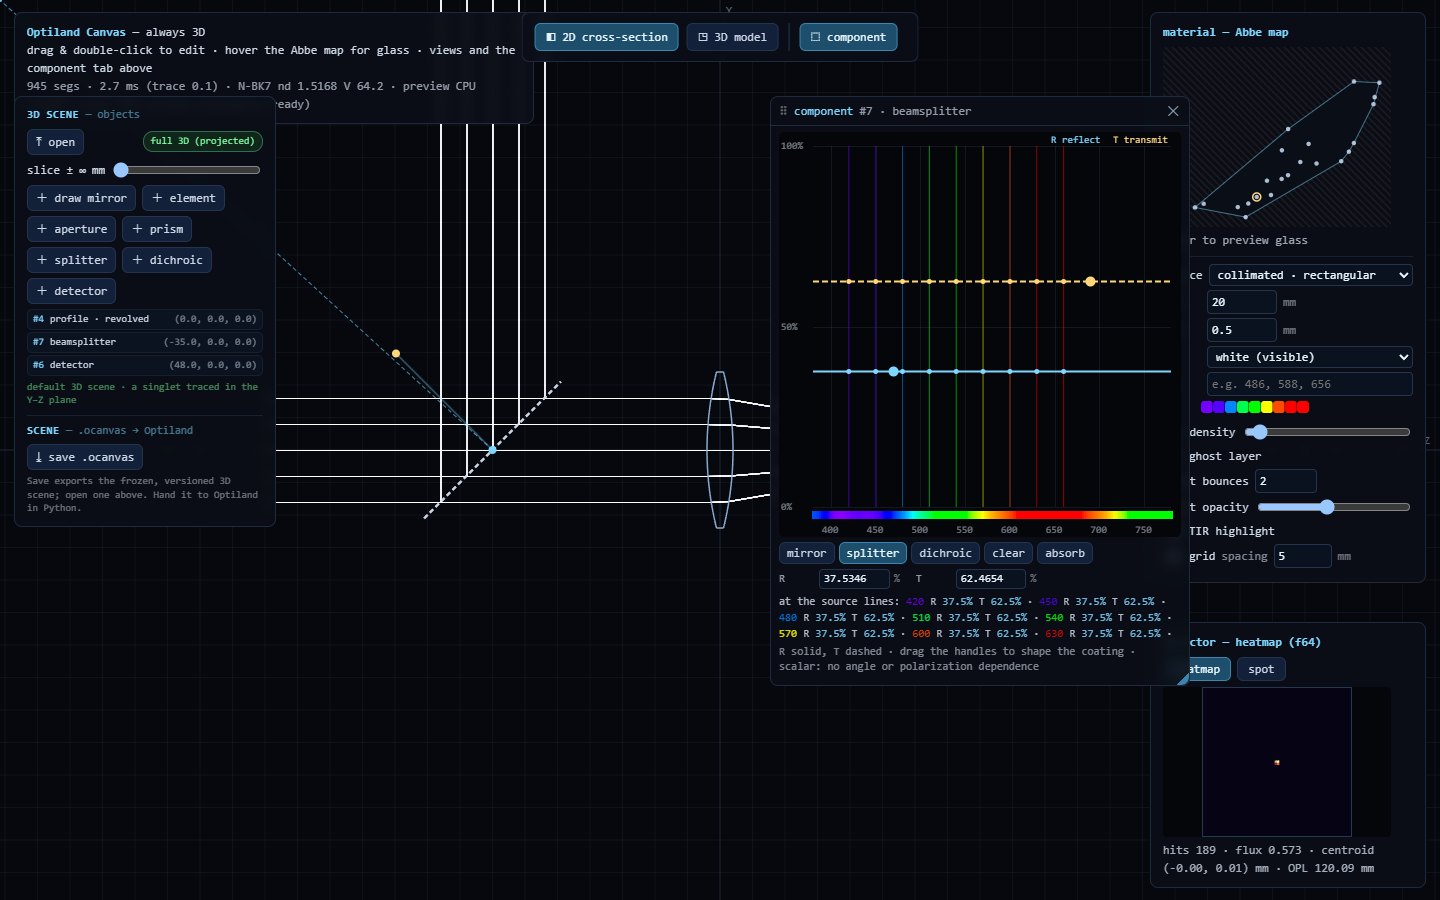 Optiland Canvas — always 3D
drag & double-click to edit · hover the Abbe map for glass · views and the
component tab above
945 segs · 2.7 ms (trace 0.1) · N-BK7 nd 1.5168 V 64.2 · preview CPU
eady)
2D cross-section
3D model
component
Y
3D SCENE — objects
open
full 3D (projected)
slice ± ∞ mm
+ draw mirror
+ element
+ aperture
+ prism
+ splitter
+ dichroic
+ detector
#4 profile · revolved (0.0, 0.0, 0.0)
#7 beamsplitter (-35.0, 0.0, 0.0)
#6 detector (48.0, 0.0, 0.0)
default 3D scene · a singlet traced in the
Y–Z plane
SCENE — .ocanvas → Optiland
save .ocanvas
Save exports the frozen, versioned 3D
scene; open one above. Hand it to Optiland
in Python.
component #7 · beamsplitter
R reflect T transmit
100%
50%
0%
400 450 500 550 600 650 700 750
mirror
splitter
dichroic
clear
absorb
R 37.5346 % T 62.4654 %
at the source lines: 420 R 37.5% T 62.5% · 450 R 37.5% T 62.5% ·
480 R 37.5% T 62.5% · 510 R 37.5% T 62.5% · 540 R 37.5% T 62.5% ·
570 R 37.5% T 62.5% · 600 R 37.5% T 62.5% · 630 R 37.5% T 62.5% ·
R solid, T dashed · drag the handles to shape the coating ·
scalar: no angle or polarization dependence
material — Abbe map
r to preview glass
ce collimated · rectangular
20 mm
0.5 mm
white (visible)
e.g. 486, 588, 656
density
ghost layer
t bounces 2
t opacity
TIR highlight
grid spacing 5 mm
Z
ctor — heatmap (f64)
atmap
spot
hits 189 · flux 0.573 · centroid
(-0.00, 0.01) mm · OPL 120.09 mm